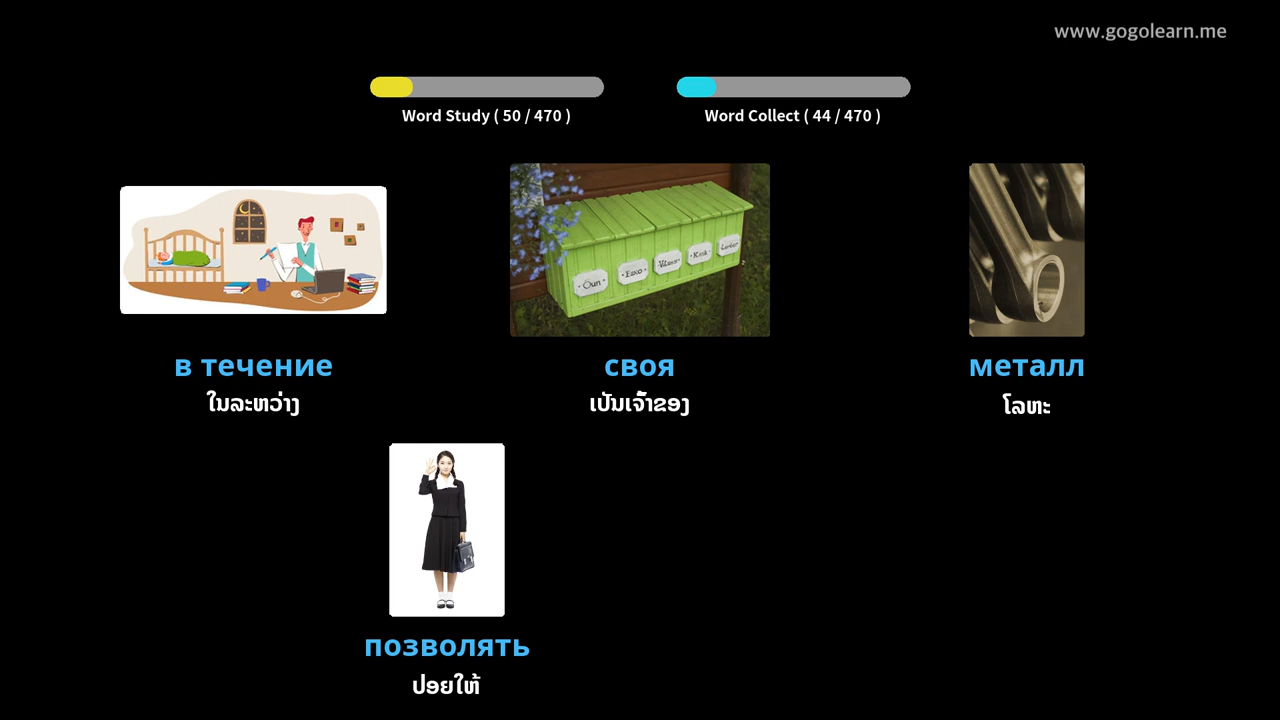 www.gogolearn.me
Word Study ( 50 / 470 )
Word Collect ( 44 / 470 )
в течение
ໃນລະຫວ່າງ
своя
ເປັນເຈົ້າຂອງ
металл
ໂລຫະ
позволять
ປ່ອຍໃຫ້